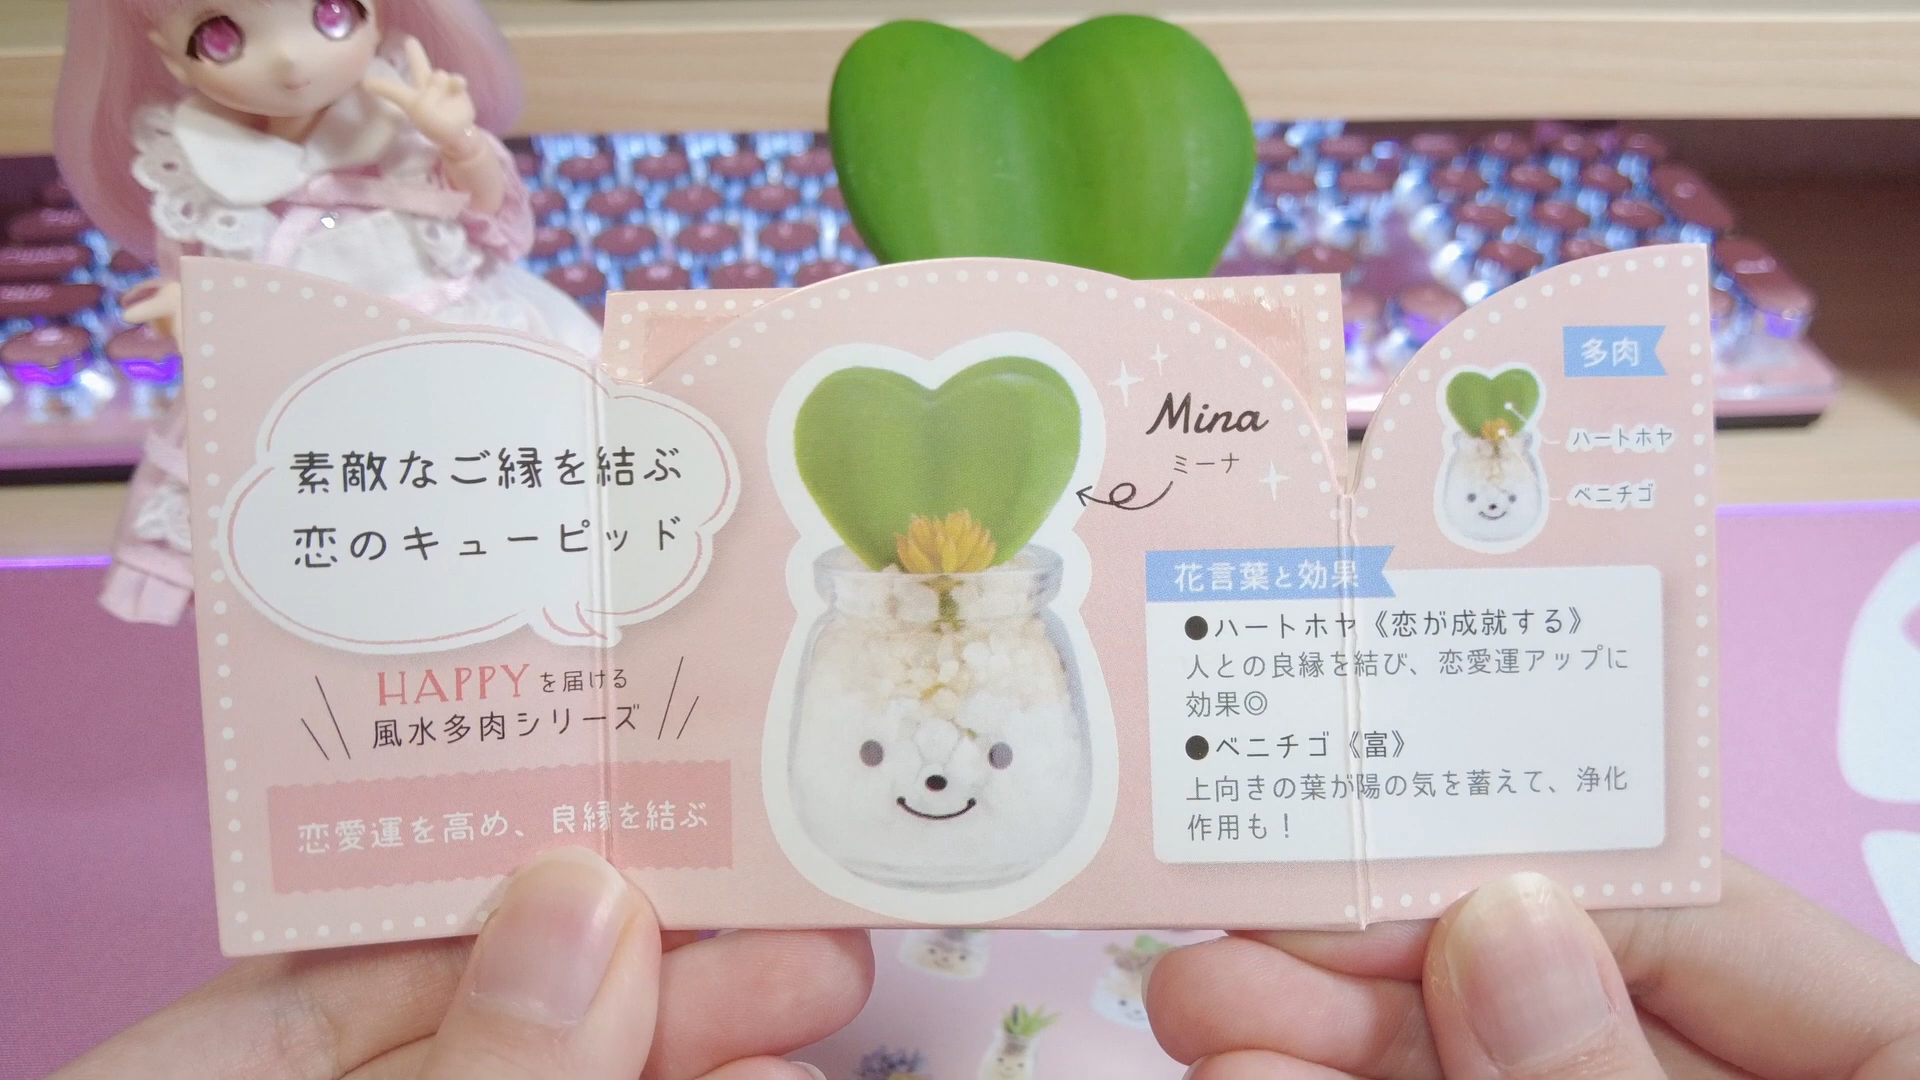 素敵なご縁を結ぶ
恋のキューピッド
HAPPYを届ける
風水多肉シリーズ
恋愛運を高め、良縁を結ぶ
Mina
ミーナ
多肉
ハートホヤ
ベニチゴ
花言葉と効果
●ハートホヤ《恋が成就する》
人との良縁を結び、恋愛運アップに
効果◎
●ベニチゴ《富》
上向きの葉が陽の気を蓄えて、浄化
作用も！